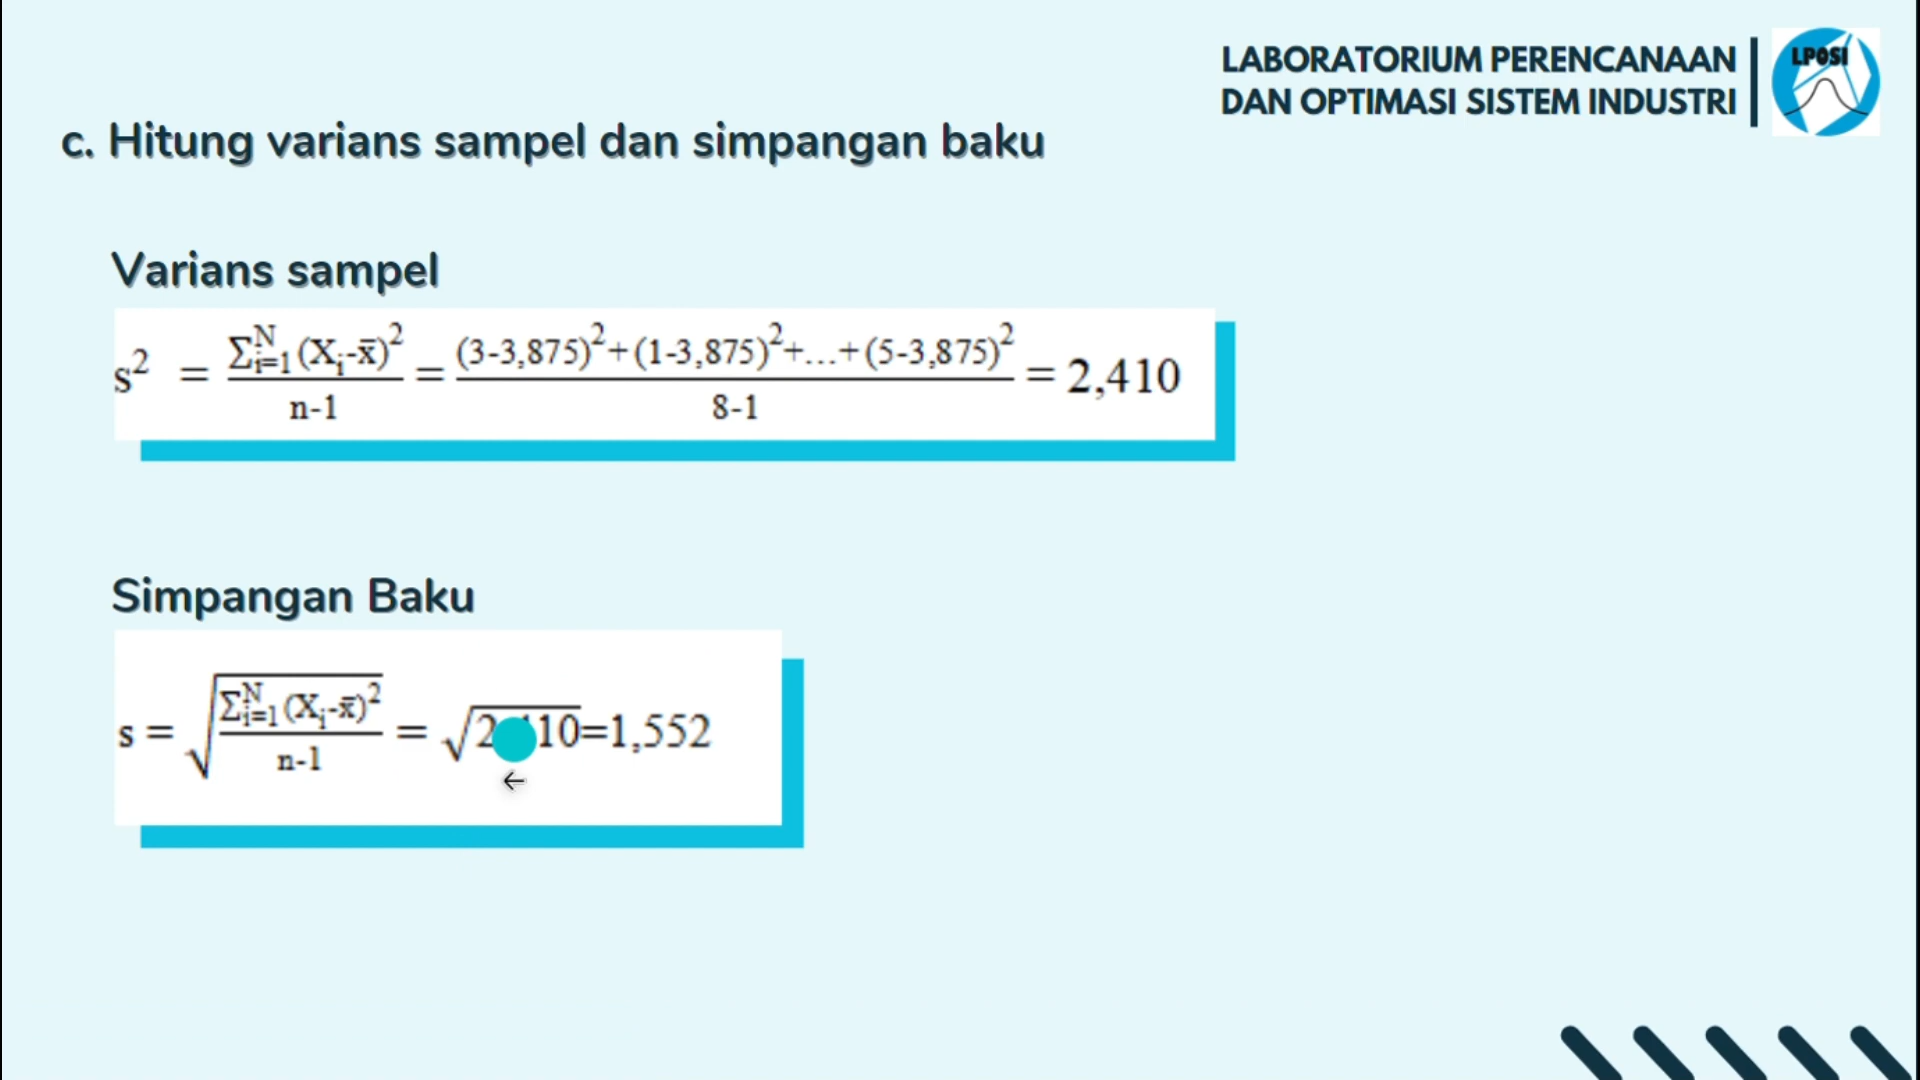 LABORATORIUM PERENCANAAN
DAN OPTIMASI SISTEM INDUSTRI
LPOSI
c. Hitung varians sampel dan simpangan baku
Varians sampel
s² = Σᴺᵢ₌₁(Xᵢ-x̄)² / n-1 = (3-3,875)²+(1-3,875)²+...+(5-3,875)² / 8-1 = 2,410
Simpangan Baku
s = √(Σᴺᵢ₌₁(Xᵢ-x̄)² / n-1) = √2,410=1,552